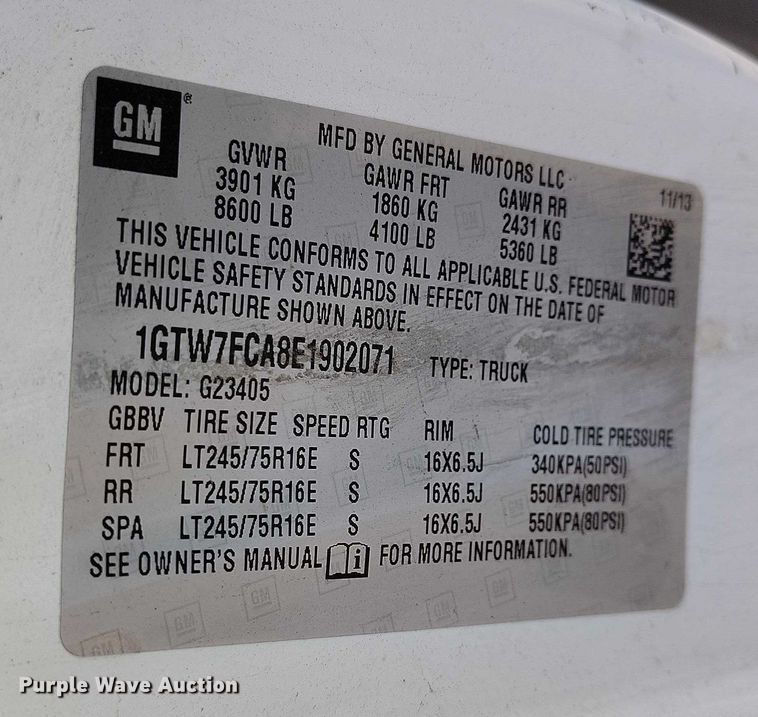 GM ®
MFD BY GENERAL MOTORS LLC
11/13
GVWR GAWR FRT GAWR RR
3901 KG 1860 KG 2431 KG
8600 LB 4100 LB 5360 LB
THIS VEHICLE CONFORMS TO ALL APPLICABLE U.S. FEDERAL MOTOR
VEHICLE SAFETY STANDARDS IN EFFECT ON THE DATE OF
MANUFACTURE SHOWN ABOVE.
1GTW7FCA8E1902071 TYPE: TRUCK
MODEL: G23405
GBBV TIRE SIZE SPEED RTG RIM COLD TIRE PRESSURE
FRT LT245/75R16E S 16X6.5J 340KPA(50PSI)
RR LT245/75R16E S 16X6.5J 550KPA(80PSI)
SPA LT245/75R16E S 16X6.5J 550KPA(80PSI)
SEE OWNER'S MANUAL i FOR MORE INFORMATION.
Purple Wave Auction